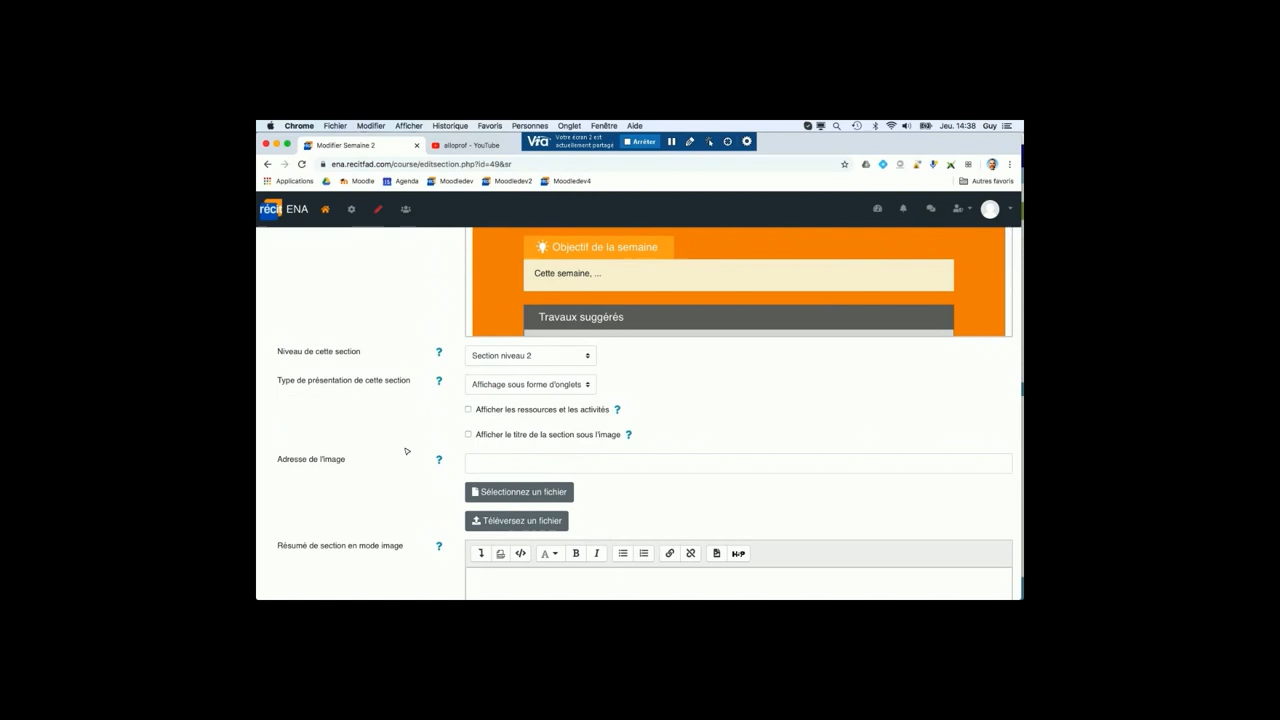 Chrome Fichier Modifier Afficher Historique Favoris Personnes Onglet Fenêtre Aide Jeu. 14:38 Guy
Modifier Semaine 2 alloprof - YouTube Via Votre écran 2 est actuellement partagé Arrêter
ena.recitfad.com/course/editsection.php?id=49&sr
Applications Moodle Agenda Moodledev Moodledev2 Moodledev4 Autres favoris
récit ENA
Objectif de la semaine
Cette semaine, ...
Travaux suggérés
Niveau de cette section ? Section niveau 2
Type de présentation de cette section ? Affichage sous forme d'onglets
Afficher les ressources et les activités ?
Afficher le titre de la section sous l'image ?
Adresse de l'image ?
Sélectionnez un fichier
Téléversez un fichier
Résumé de section en mode image ? A B I H5P